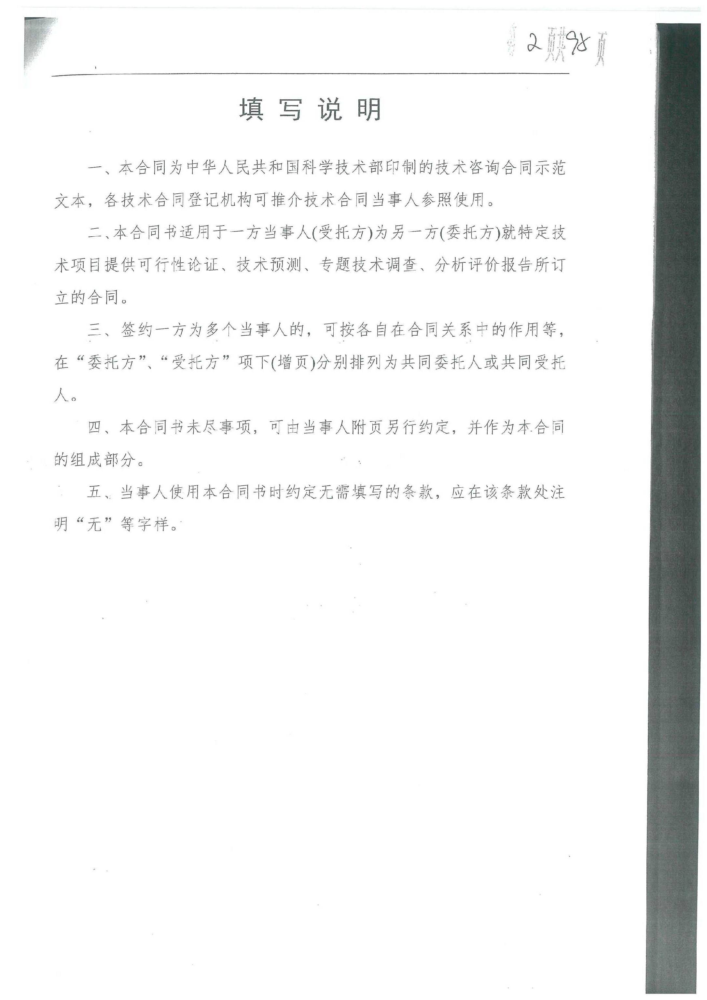 第 2 页共 98 页
填写说明
一、本合同为中华人民共和国科学技术部印制的技术咨询合同示范
文本，各技术合同登记机构可推介技术合同当事人参照使用。
二、本合同书适用于一方当事人(受托方)为另一方(委托方)就特定技
术项目提供可行性论证、技术预测、专题技术调查、分析评价报告所订
立的合同。
三、签约一方为多个当事人的，可按各自在合同关系中的作用等，
在“委托方”、“受托方”项下(增页)分别排列为共同委托人或共同受托
人。
四、本合同书未尽事项，可由当事人附页另行约定，并作为本合同
的组成部分。
五、当事人使用本合同书时约定无需填写的条款，应在该条款处注
明“无”等字样。